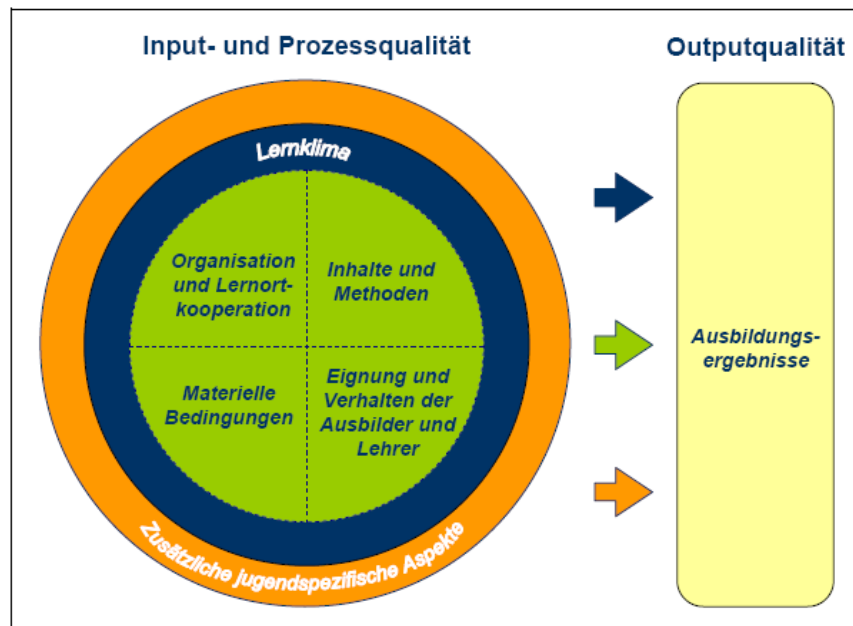 Input- und Prozessqualität
Outputqualität
Lernklima
Organisation
und Lernort-
kooperation
Inhalte und
Methoden
Materielle
Bedingungen
Eignung und
Verhalten der
Ausbilder und
Lehrer
Zusätzliche jugendspezifische Aspekte
Ausbildungs-
ergebnisse